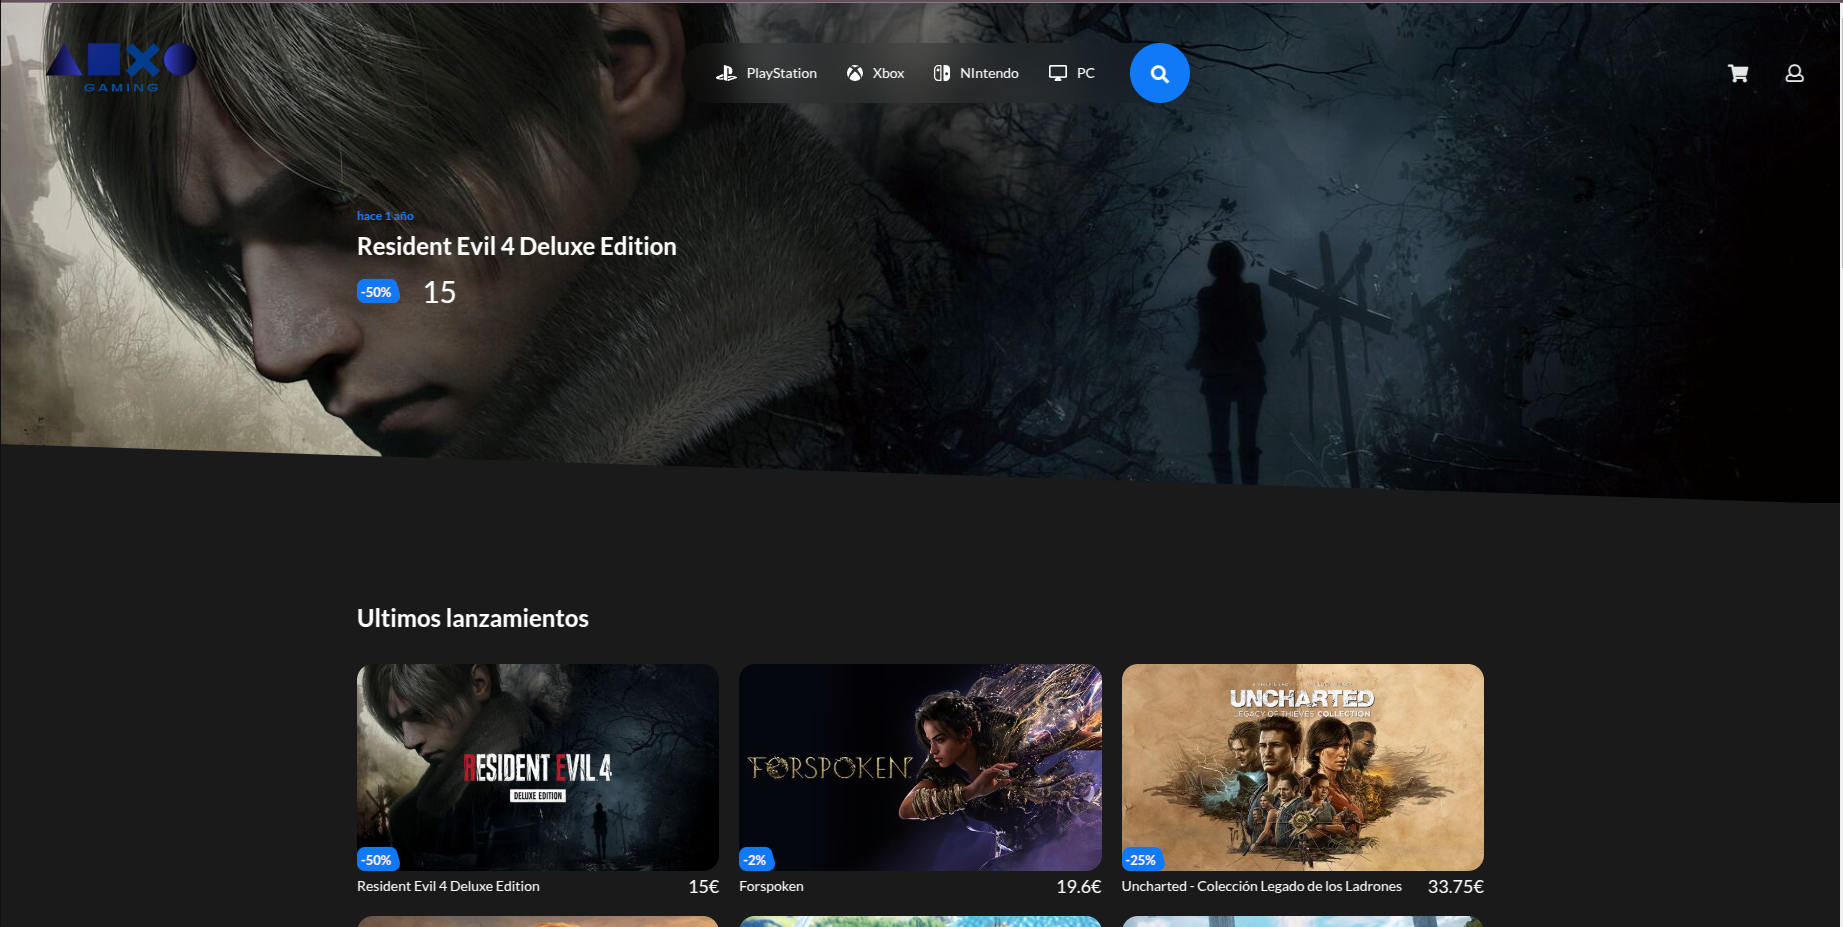 GAMING
PlayStation Xbox NIntendo PC
hace 1 año
Resident Evil 4 Deluxe Edition
-50% 15
Ultimos lanzamientos
RESIDENT EVIL 4
DELUXE EDITION
-50%
Resident Evil 4 Deluxe Edition 15€
FORSPOKEN
-2%
Forspoken 19.6€
UNCHARTED
LEGACY OF THIEVES COLLECTION
-25%
Uncharted - Colección Legado de los Ladrones 33.75€